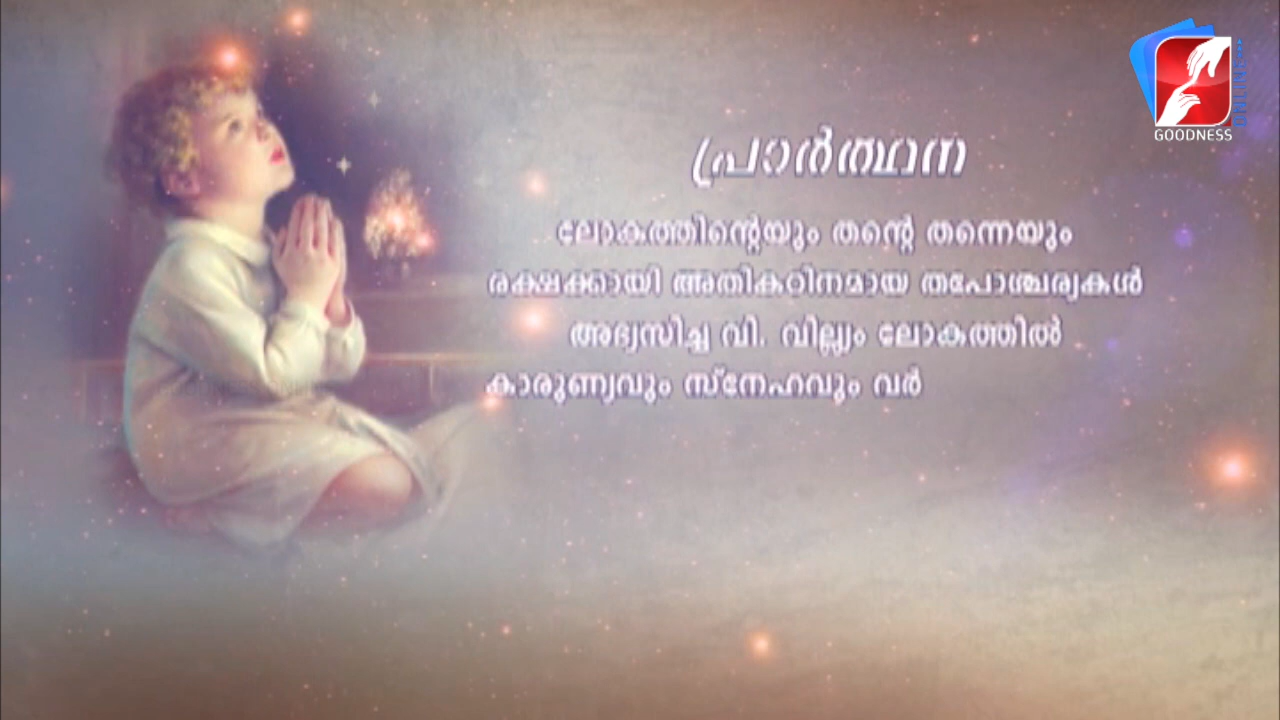 GOODNESS
പ്രാർത്ഥന
ലോകത്തിന്റെയും തന്റെ തന്നെയും
രക്ഷക്കായി അതികഠിനമായ തപോശ്ചര്യകൾ
അഭ്യസിച്ച വി. വില്ല്യം ലോകത്തിൽ
കാരുണ്യവും സ്നേഹവും വർ